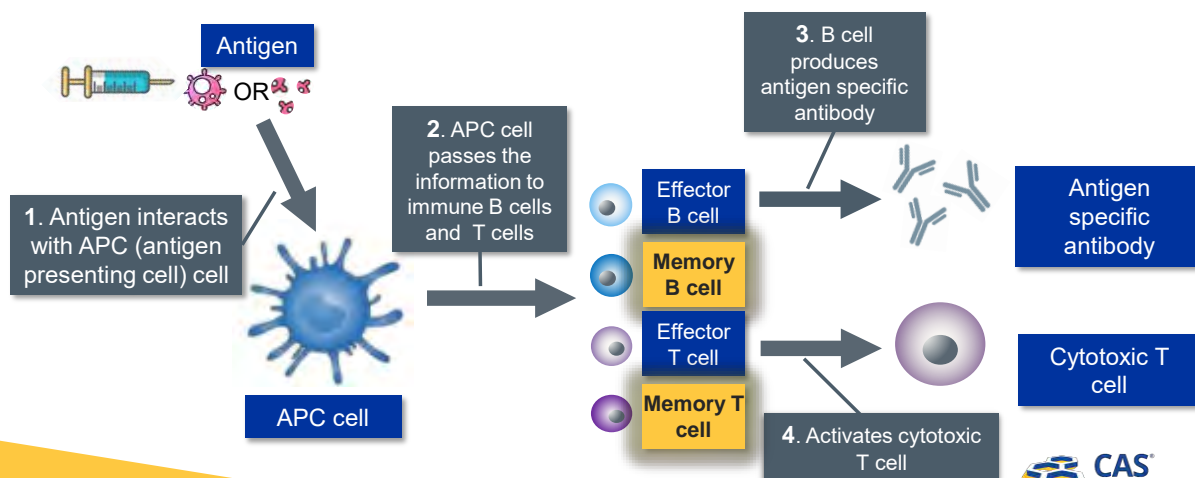 Antigen
OR
1. Antigen interacts
with APC (antigen
presenting cell) cell
APC cell
2. APC cell
passes the
information to
immune B cells
and T cells
Effector
B cell
Memory
B cell
Effector
T cell
Memory T
cell
3. B cell
produces
antigen specific
antibody
Antigen
specific
antibody
4. Activates cytotoxic
T cell
Cytotoxic T
cell
CAS